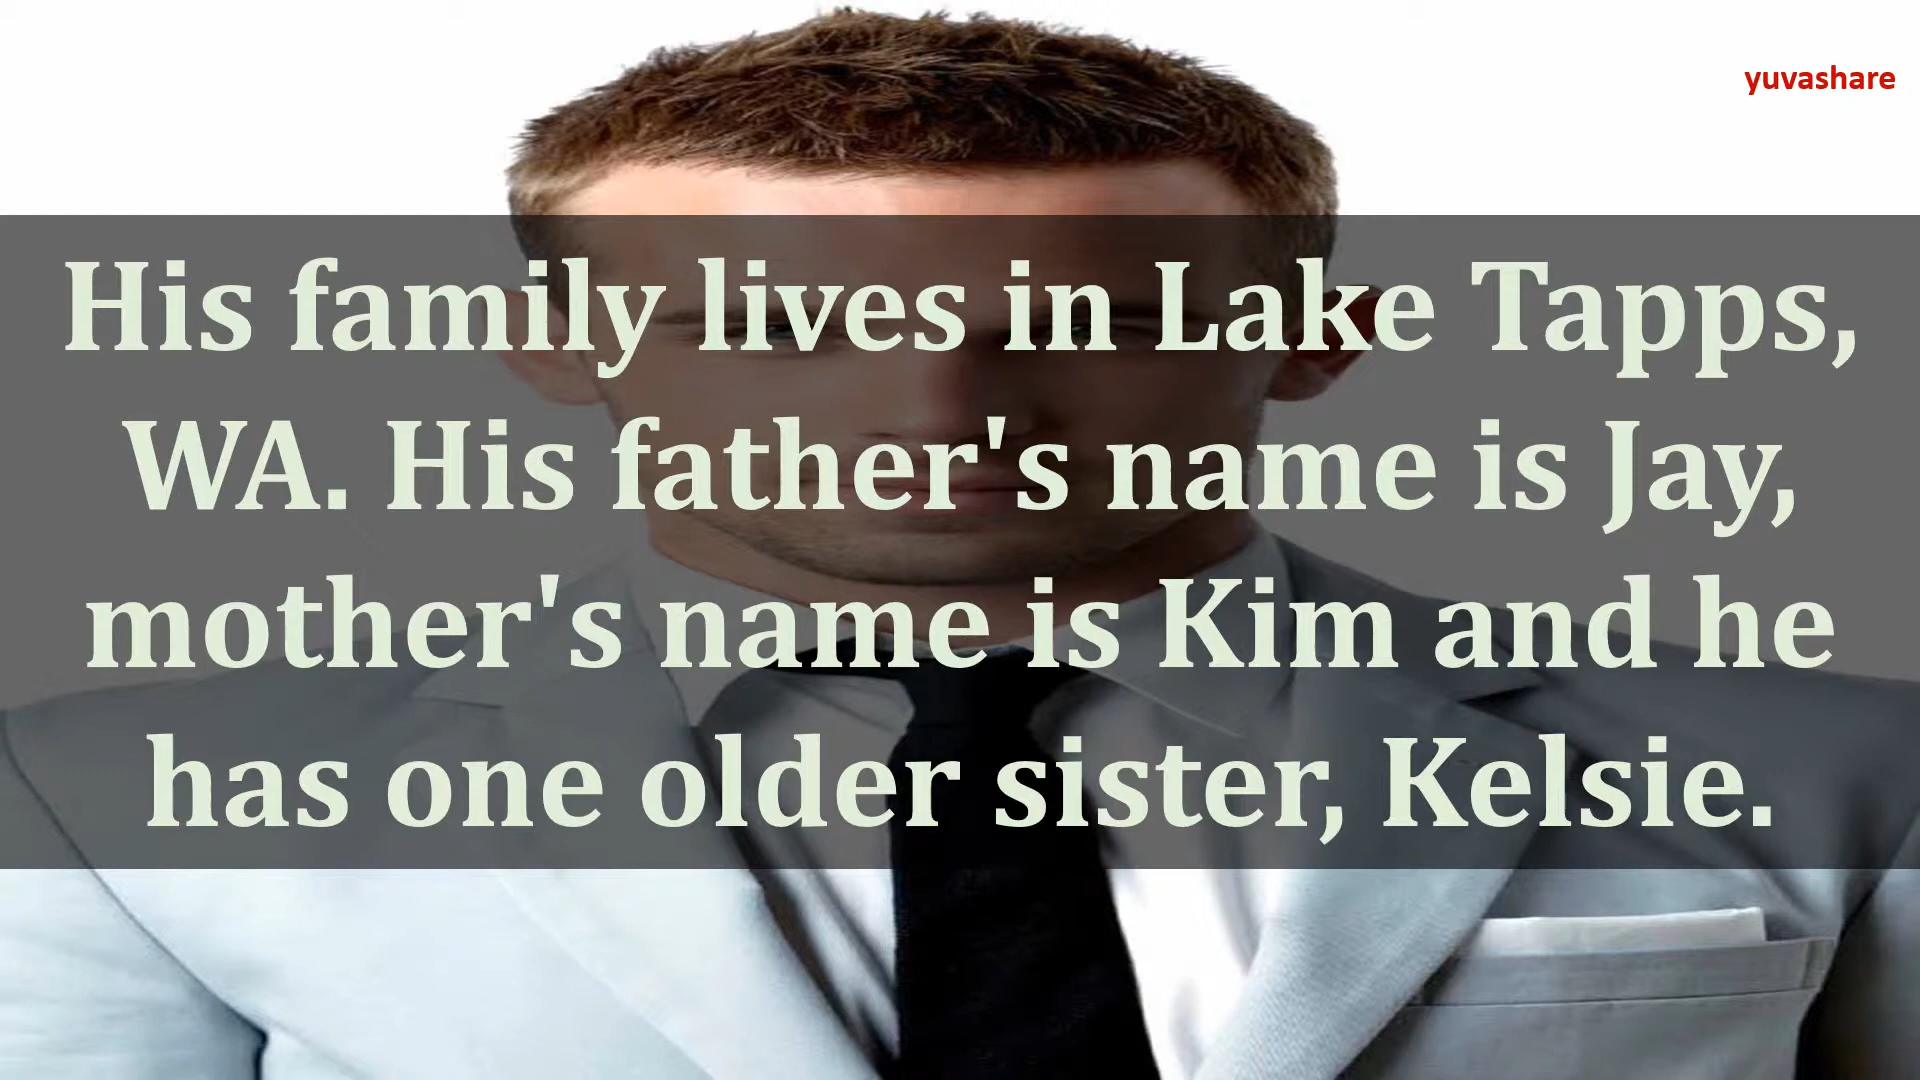 yuvashare
His family lives in Lake Tapps,
WA. His father's name is Jay,
mother's name is Kim and he
has one older sister, Kelsie.